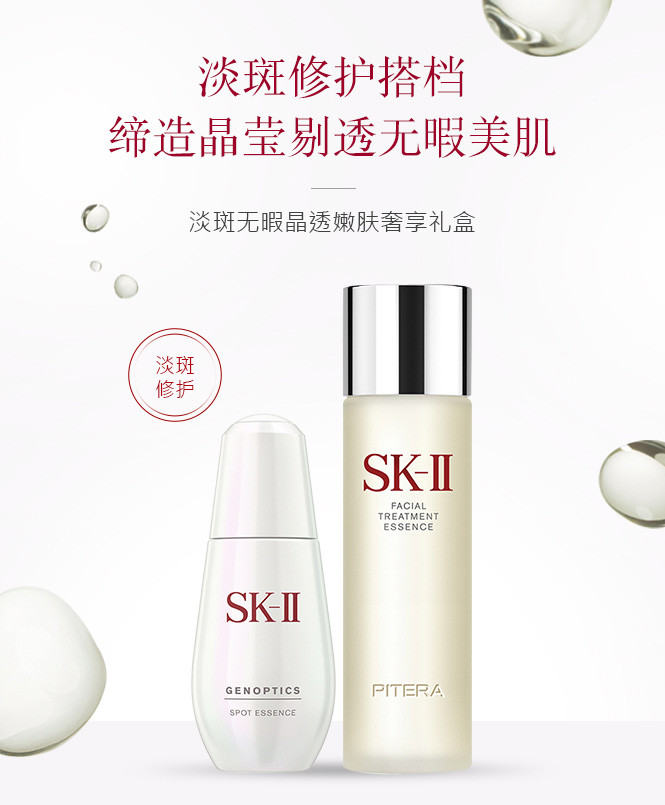 淡斑修护搭档
缔造晶莹剔透无暇美肌
淡斑无暇晶透嫩肤奢享礼盒
淡斑
修护
SK-II
FACIAL
TREATMENT
ESSENCE
PITERA
SK-II
GENOPTICS
SPOT ESSENCE